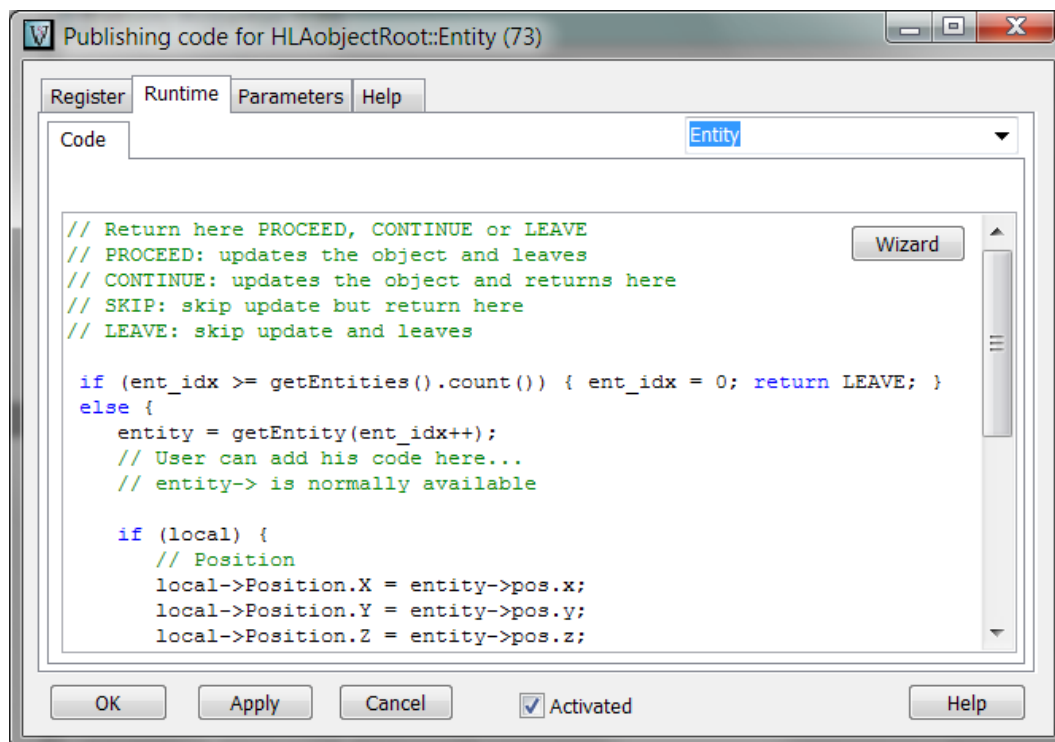 Publishing code for HLAobjectRoot::Entity (73)
Register Runtime Parameters Help
Code
Entity
Wizard
// Return here PROCEED, CONTINUE or LEAVE
// PROCEED: updates the object and leaves
// CONTINUE: updates the object and returns here
// SKIP: skip update but return here
// LEAVE: skip update and leaves
if (ent_idx >= getEntities().count()) { ent_idx = 0; return LEAVE; }
else {
entity = getEntity(ent_idx++);
// User can add his code here...
// entity-> is normally available
if (local) {
// Position
local->Position.X = entity->pos.x;
local->Position.Y = entity->pos.y;
local->Position.Z = entity->pos.z;
OK Apply Cancel Activated Help